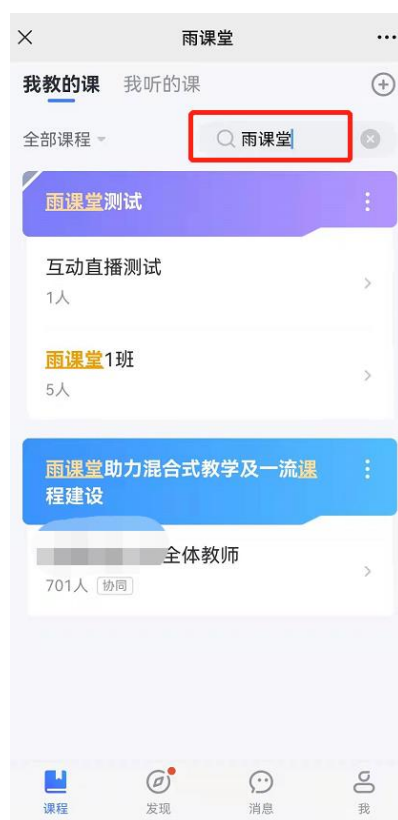 雨课堂
我教的课 我听的课
全部课程 雨课堂
雨课堂测试
互动直播测试
1人
雨课堂1班
5人
雨课堂助力混合式教学及一流课
程建设
全体教师
701人 协同
课程 发现 消息 我